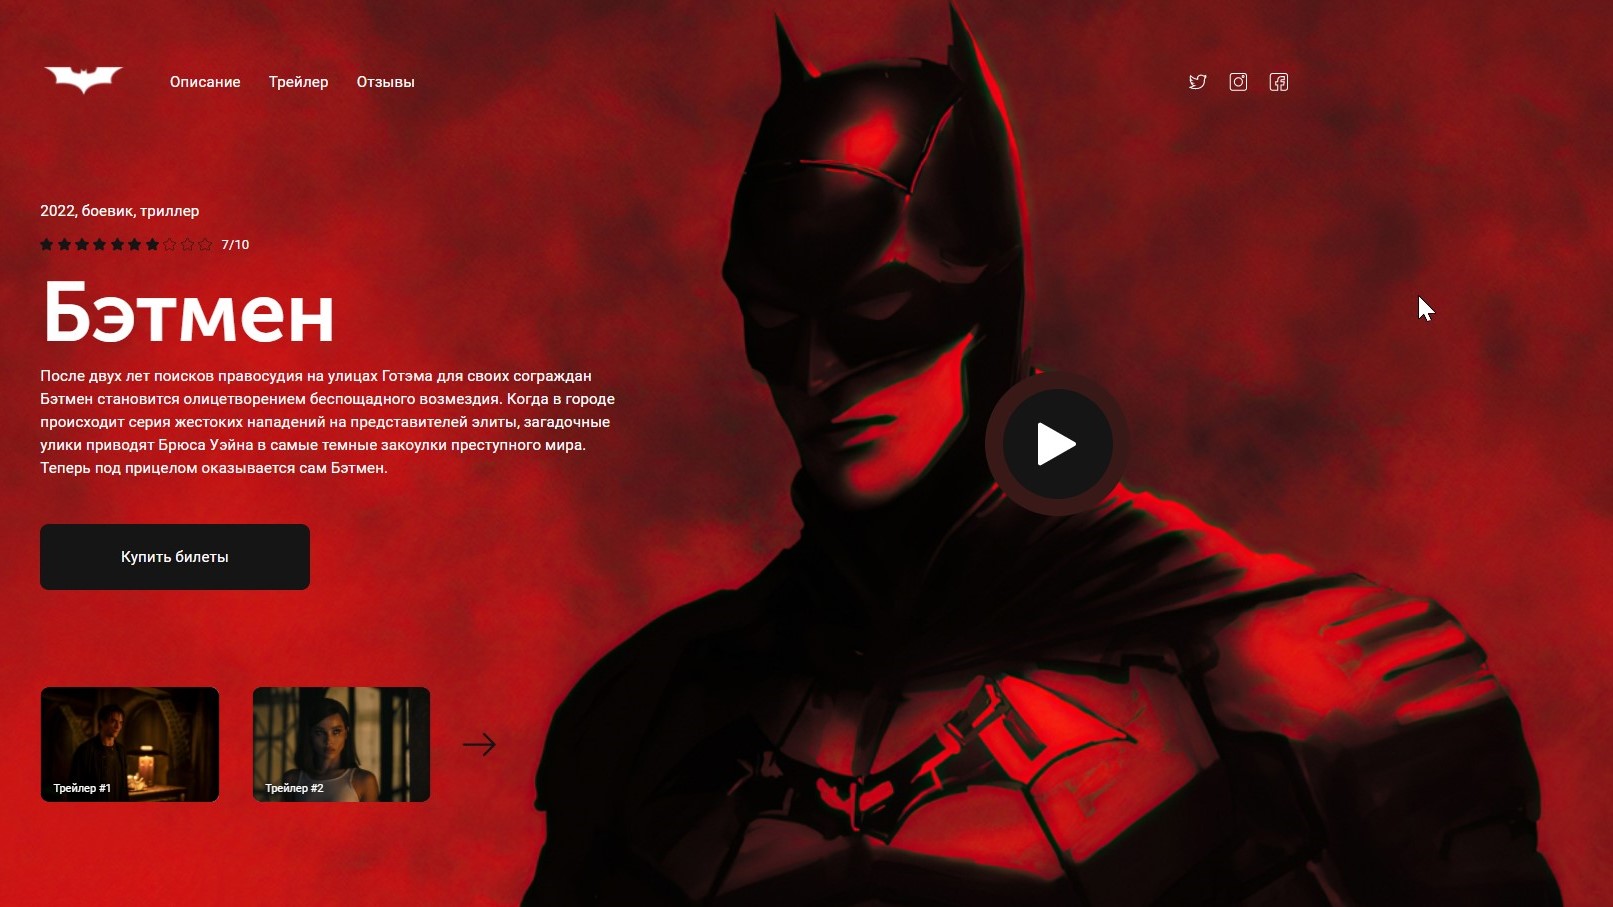 Описание Трейлер Отзывы
2022, боевик, триллер
7/10
Бэтмен
После двух лет поисков правосудия на улицах Готэма для своих сограждан
Бэтмен становится олицетворением беспощадного возмездия. Когда в городе
происходит серия жестоких нападений на представителей элиты, загадочные
улики приводят Брюса Уэйна в самые темные закоулки преступного мира.
Теперь под прицелом оказывается сам Бэтмен.
Купить билеты
Трейлер #1
Трейлер #2